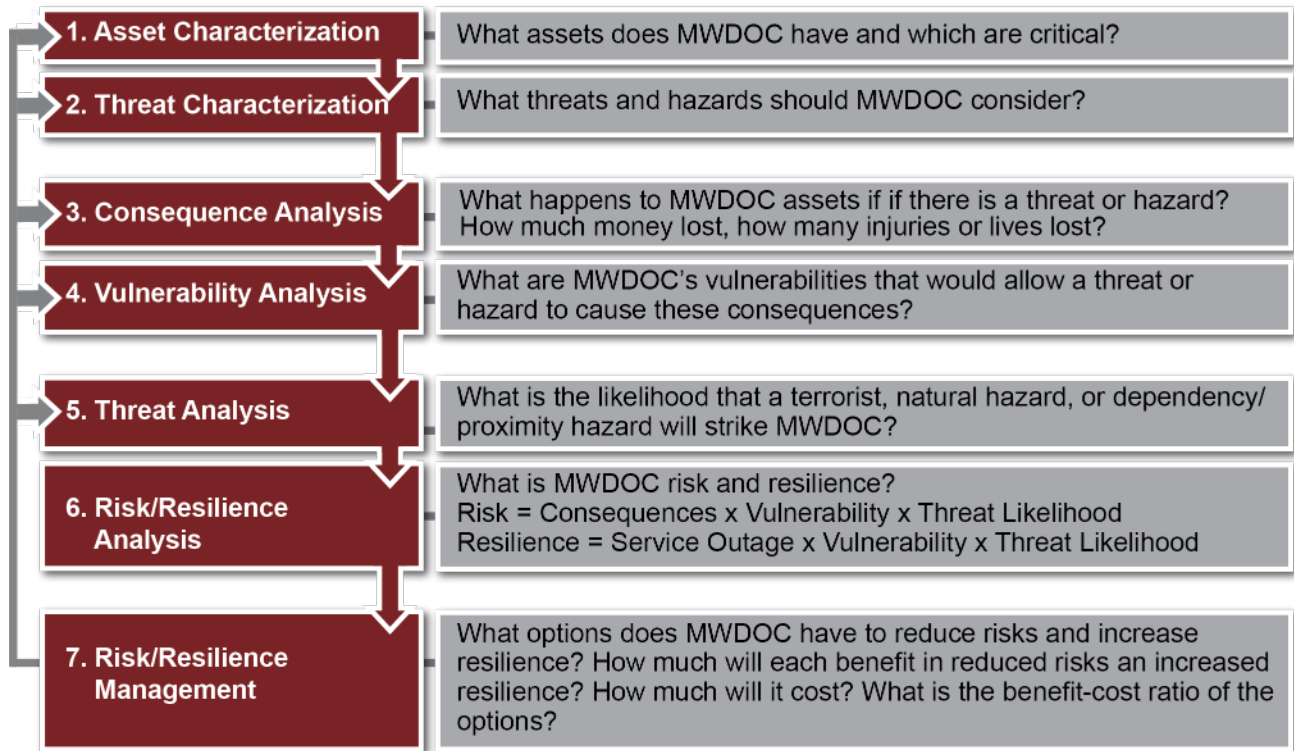 1. Asset Characterization
What assets does MWDOC have and which are critical?
2. Threat Characterization
What threats and hazards should MWDOC consider?
3. Consequence Analysis
What happens to MWDOC assets if if there is a threat or hazard?
How much money lost, how many injuries or lives lost?
4. Vulnerability Analysis
What are MWDOC’s vulnerabilities that would allow a threat or
hazard to cause these consequences?
5. Threat Analysis
What is the likelihood that a terrorist, natural hazard, or dependency/
proximity hazard will strike MWDOC?
6. Risk/Resilience
Analysis
What is MWDOC risk and resilience?
Risk = Consequences x Vulnerability x Threat Likelihood
Resilience = Service Outage x Vulnerability x Threat Likelihood
7. Risk/Resilience
Management
What options does MWDOC have to reduce risks and increase
resilience? How much will each benefit in reduced risks an increased
resilience? How much will it cost? What is the benefit-cost ratio of the
options?